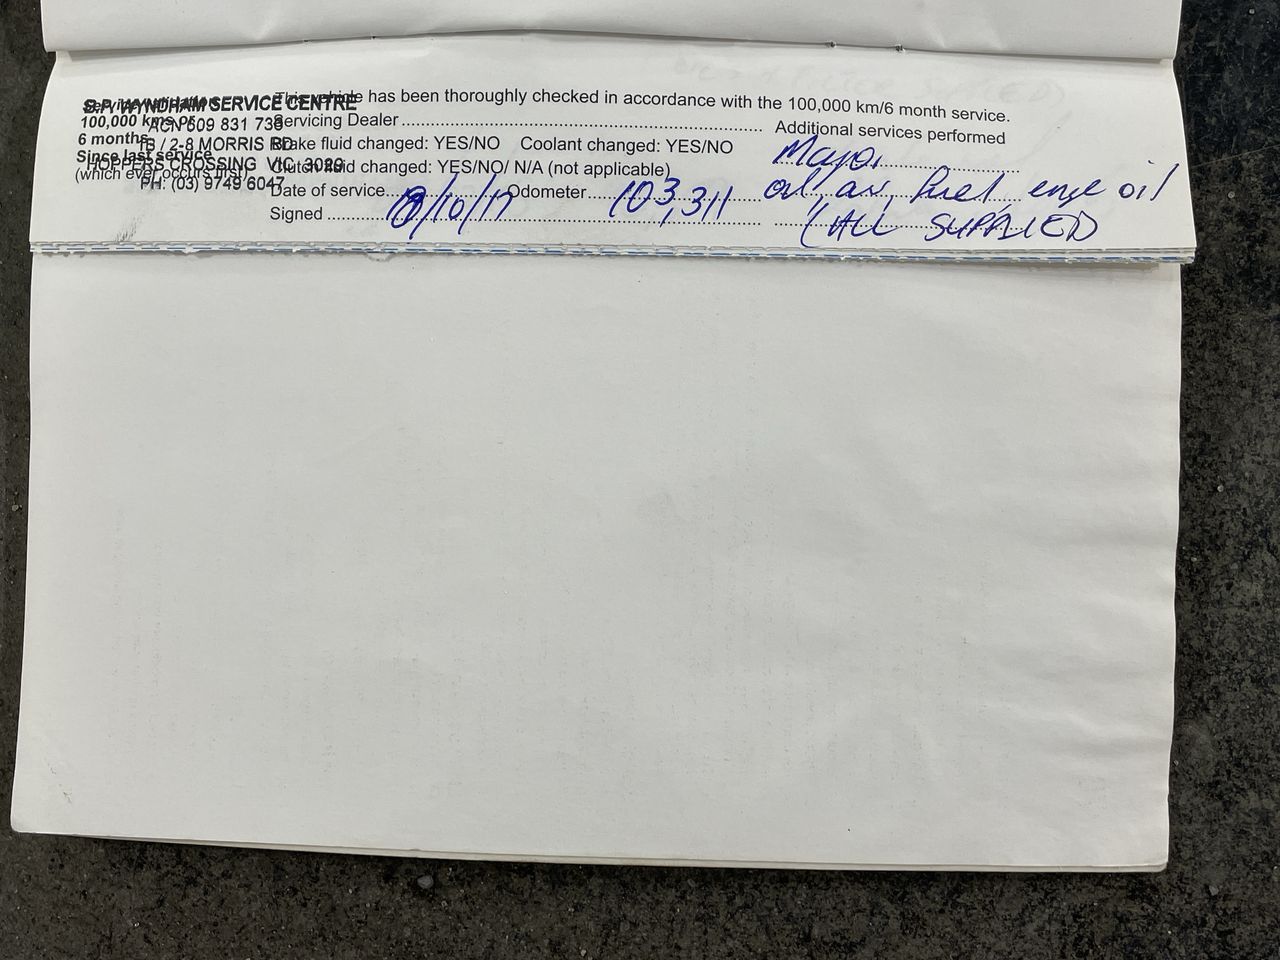 B.P. WYNDHAM SERVICE CENTRE
ACN 609 831 736
1B / 2-8 MORRIS RD
HOPPERS CROSSING VIC. 3029
PH: (03) 9749 6047
100,000 kms or
6 months
Since last service
(which ever occurs first)
This vehicle has been thoroughly checked in accordance with the 100,000 km/6 month service.
Servicing Dealer
Brake fluid changed: YES/NO Coolant changed: YES/NO
Clutch fluid changed: YES/NO/ N/A (not applicable)
Date of service Odometer 103,311
Signed /10/17
Additional services performed
Major
oil, air, fuel, enge oil
(ALL SUPPLIED